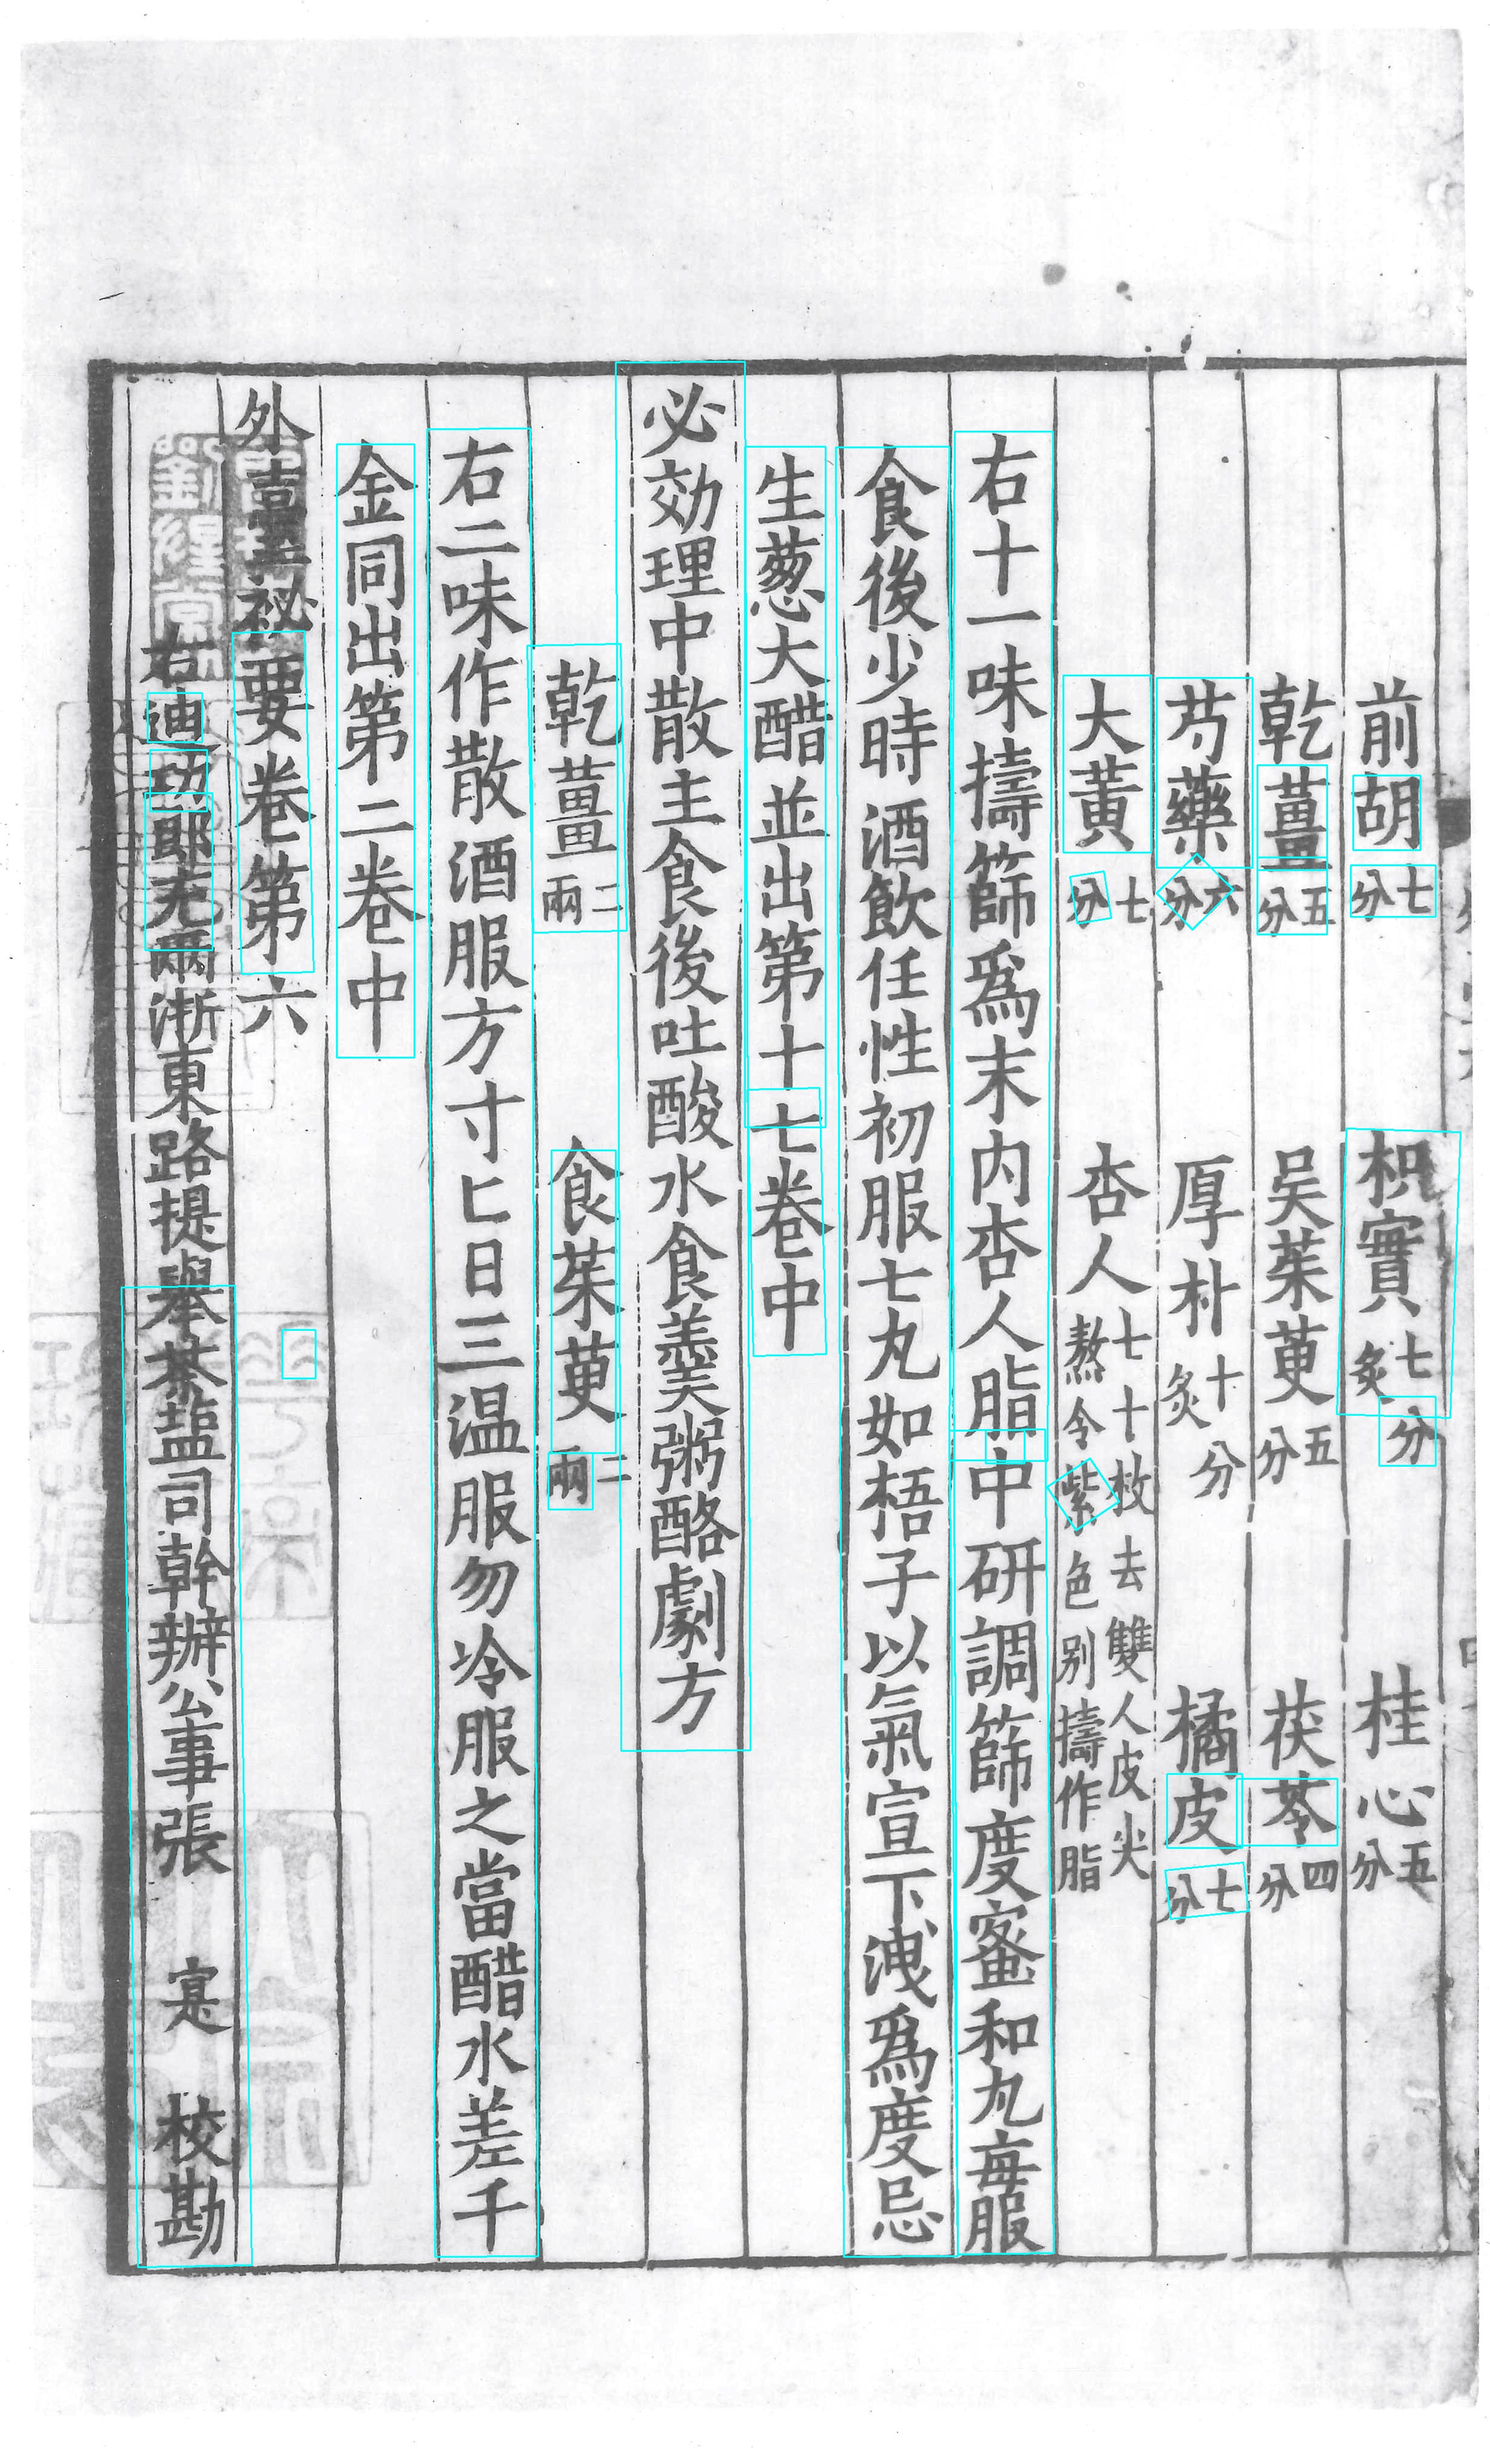 前胡七分 枳實七分炙 桂心五分
乾薑五分 吴茱萸五分 茯苓四分
芍藥六分 厚朴十分炙 橘皮七分
大黃七分 杏人七十枚去雙人皮尖熬令紫色别擣作脂
右十一味擣篩爲末内杏人脂中研調篩度蜜和丸每服
食後少時酒飲任性初服七丸如梧子以氣宣下洩爲度忌
生葱大醋並出第十七卷中
必効理中散主食後吐酸水食羹粥酪劇方
乾薑二兩 食茱萸二兩
右二味作散酒服方寸匕日三温服勿冷服之當醋水差千
金同出第二卷中
外臺秘要卷第六
右迪功郎充兩浙東路提舉茶塩司幹辦公事張 寔 校勘